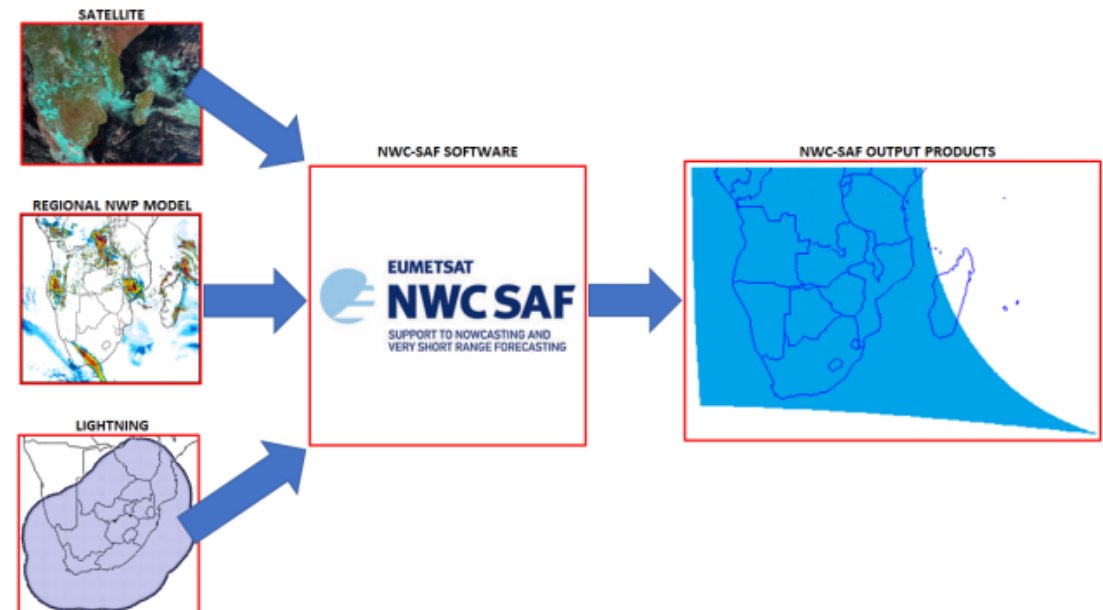 SATELLITE
REGIONAL NWP MODEL
LIGHTNING
NWC-SAF SOFTWARE
EUMETSAT
NWC SAF
SUPPORT TO NOWCASTING AND
VERY SHORT RANGE FORECASTING
NWC-SAF OUTPUT PRODUCTS